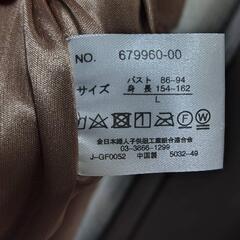 NO. 679960-00
バスト 86-94
サイズ 身長 154-162
L
全日本婦人子供服工業組合連合会
03-3666-1299
J-GF0052 中国製 5032-49